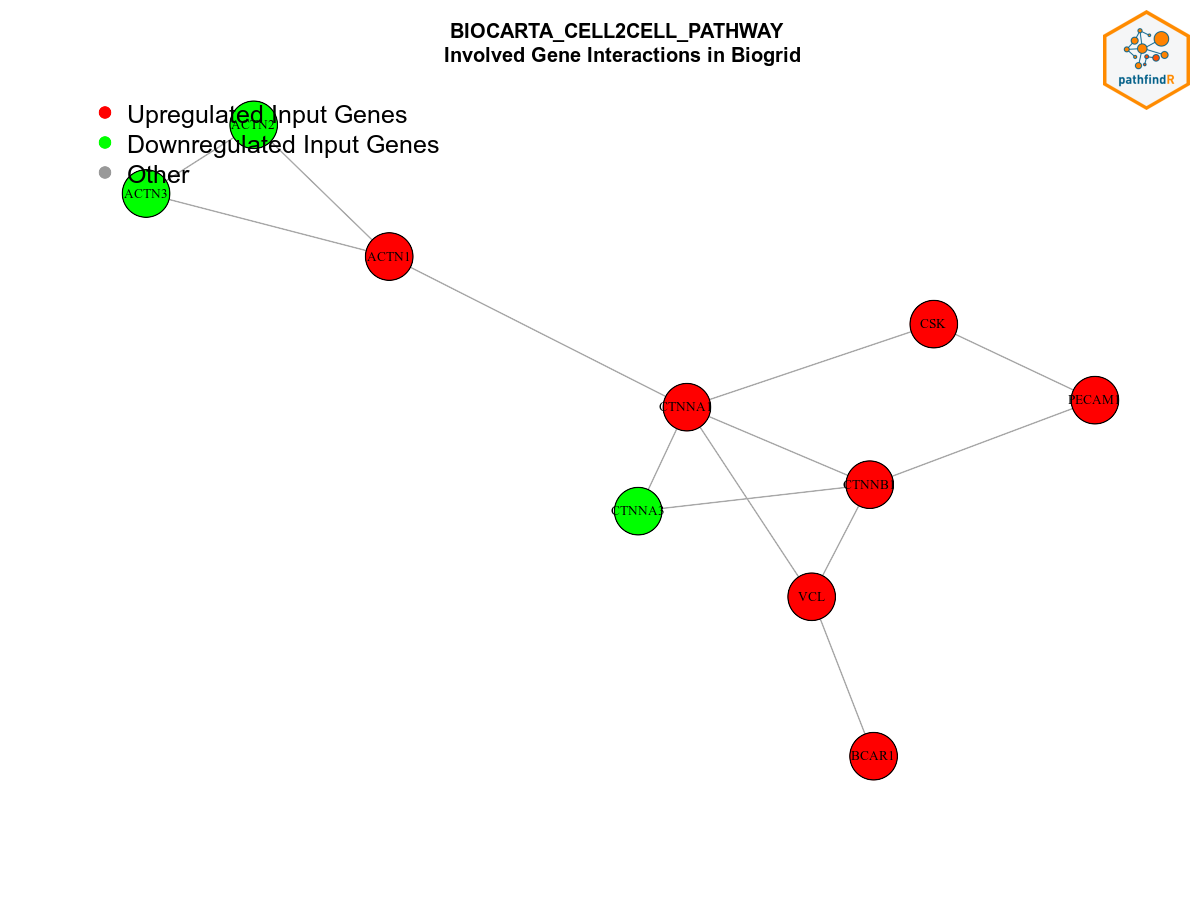 BIOCARTA_CELL2CELL_PATHWAY
Involved Gene Interactions in Biogrid
pathfindR
Upregulated Input Genes
ACTN2
Downregulated Input Genes
Other
ACTN3
ACTN1
CSK
PECAM1
CTNNA1
CTNNB1
CTNNA3
VCL
BCAR1